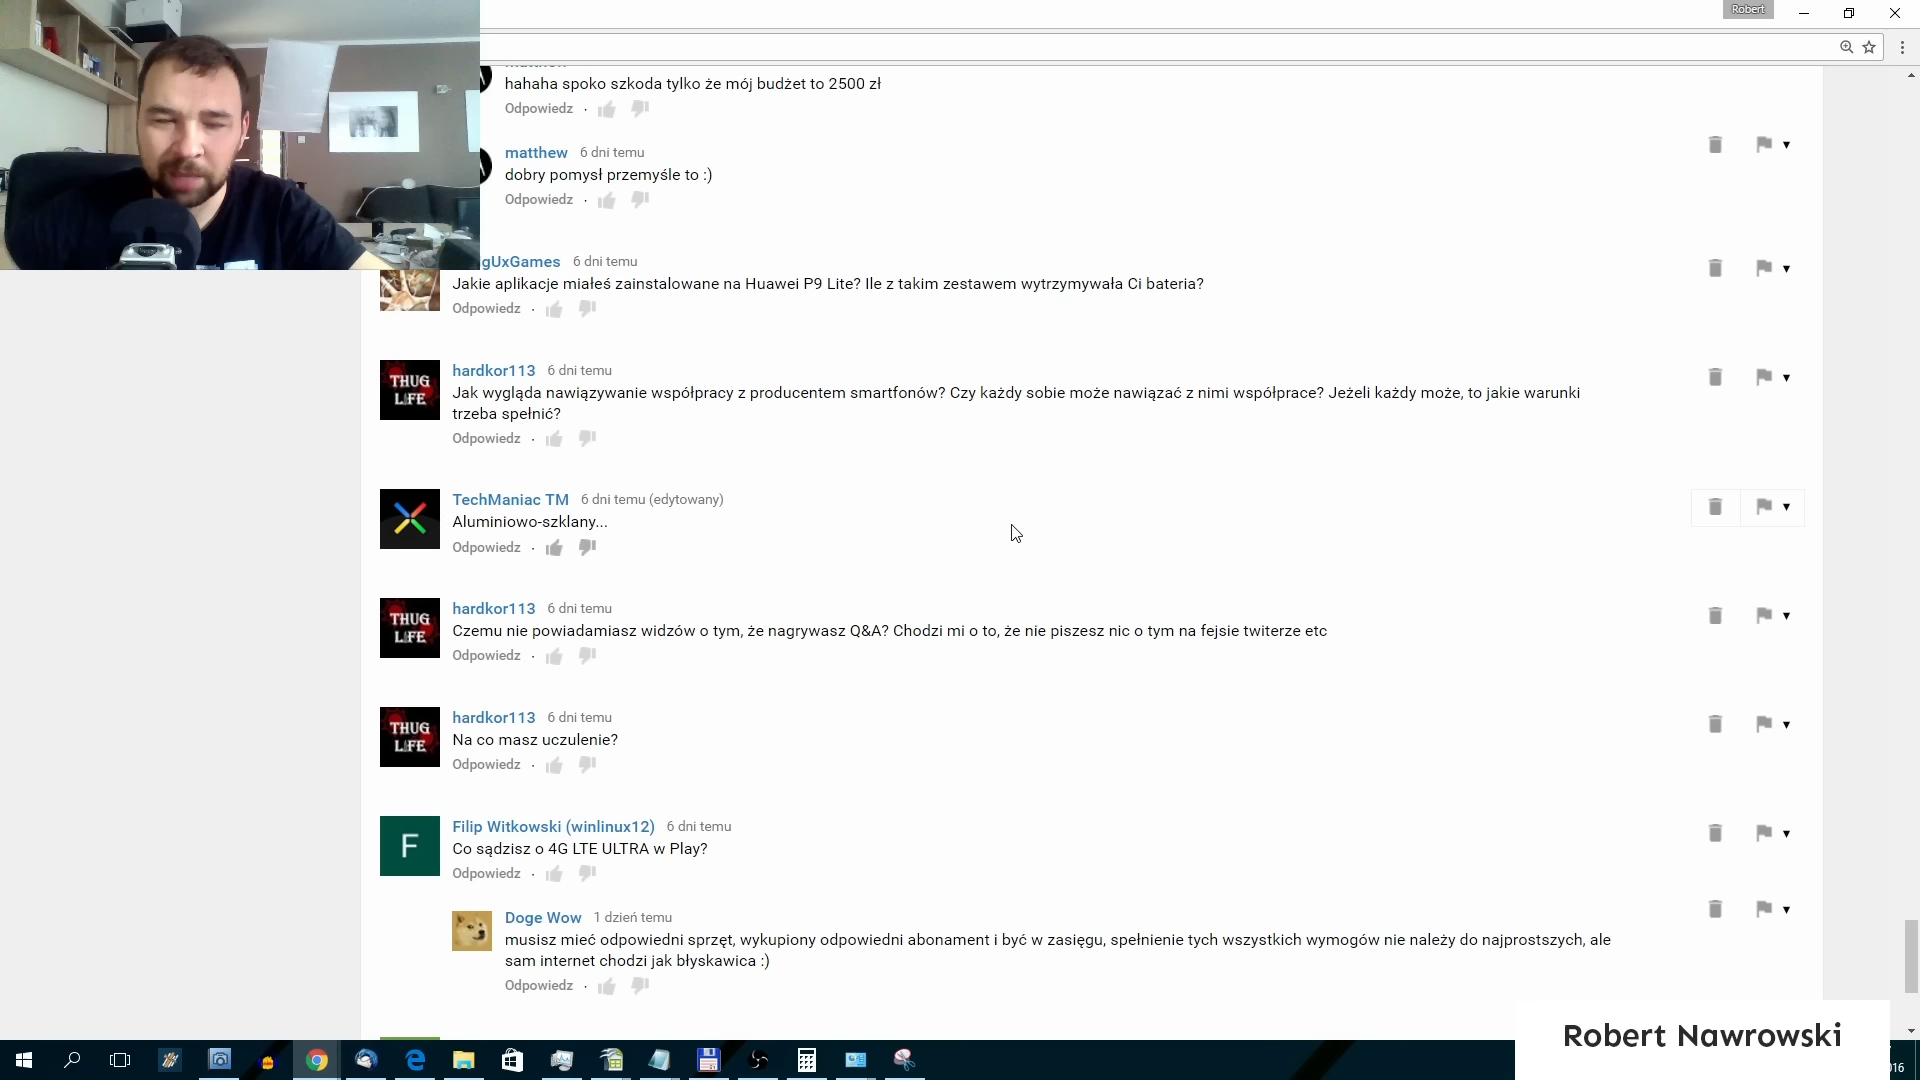 Robert
hahaha spoko szkoda tylko że mój budżet to 2500 zł
Odpowiedz ·
matthew 6 dni temu
dobry pomysł przemyśle to :)
Odpowiedz ·
gUxGames 6 dni temu
Jakie aplikacje miałeś zainstalowane na Huawei P9 Lite? Ile z takim zestawem wytrzymywała Ci bateria?
Odpowiedz ·
THUG LIFE
hardkor113 6 dni temu
Jak wygląda nawiązywanie współpracy z producentem smartfonów? Czy każdy sobie może nawiązać z nimi współprace? Jeżeli każdy może, to jakie warunki
trzeba spełnić?
Odpowiedz ·
TechManiac TM 6 dni temu (edytowany)
Aluminiowo-szklany...
Odpowiedz ·
THUG LIFE
hardkor113 6 dni temu
Czemu nie powiadamiasz widzów o tym, że nagrywasz Q&A? Chodzi mi o to, że nie piszesz nic o tym na fejsie twiterze etc
Odpowiedz ·
THUG LIFE
hardkor113 6 dni temu
Na co masz uczulenie?
Odpowiedz ·
F
Filip Witkowski (winlinux12) 6 dni temu
Co sądzisz o 4G LTE ULTRA w Play?
Odpowiedz ·
Doge Wow 1 dzień temu
musisz mieć odpowiedni sprzęt, wykupiony odpowiedni abonament i być w zasięgu, spełnienie tych wszystkich wymogów nie należy do najprostszych, ale
sam internet chodzi jak błyskawica :)
Odpowiedz ·
Robert Nawrowski
016